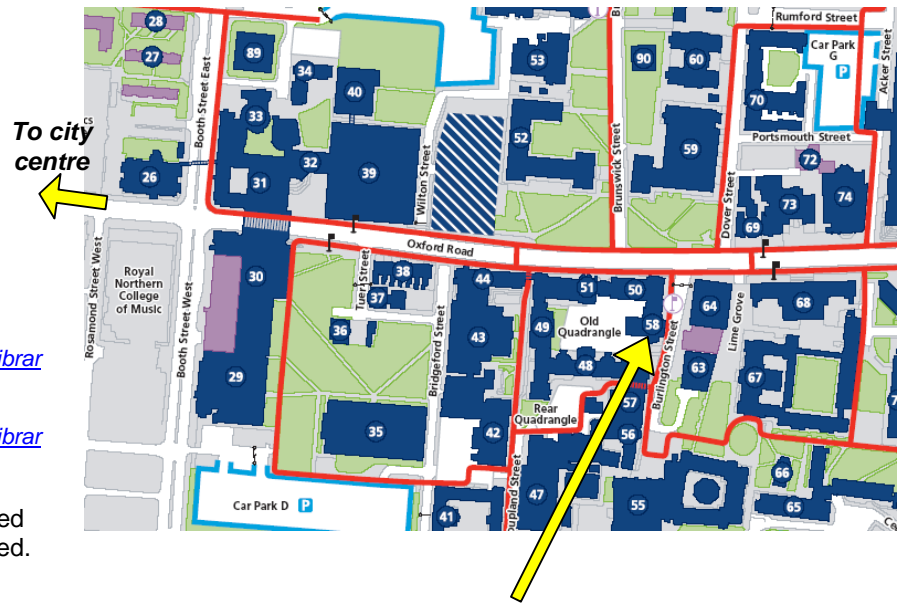 28
27
89
34
40
33
32
31
39
26
53
52
90
60
59
70
72
73
74
69
30
29
38
37
36
35
44
43
42
41
51
50
49
48
58
57
56
47
55
64
63
68
67
66
65
Rumford Street
Car Park
G
P
Acker Street
Booth Street East
Portsmouth Street
To city
centre
Wilton Street
Brunswick Street
Dover Street
Oxford Road
Rosamond Street West
Royal
Northern
College
of Music
Booth Street West
Tuer Street
Bridgeford Street
Old
Quadrangle
Burlington Street
Lime Grove
Rear
Quadrangle
Coupland Street
Car Park D
P
ibrar
ibrar
ed
ed.